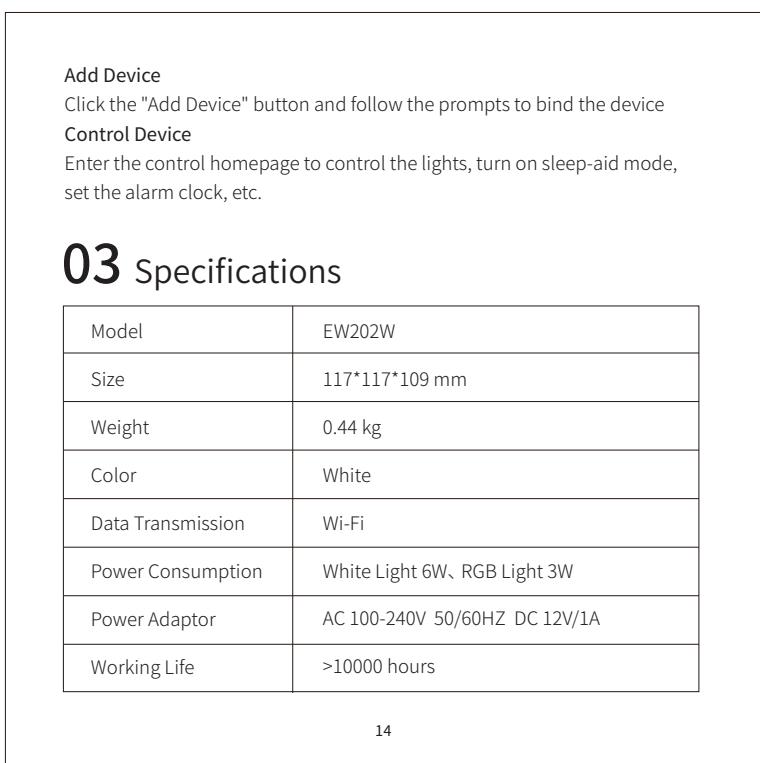 Add Device
Click the "Add Device" button and follow the prompts to bind the device
Control Device
Enter the control homepage to control the lights, turn on sleep-aid mode,
set the alarm clock, etc.
03 Specifications
Model EW202W
Size 117*117*109 mm
Weight 0.44 kg
Color White
Data Transmission Wi-Fi
Power Consumption White Light 6W、RGB Light 3W
Power Adaptor AC 100-240V 50/60HZ DC 12V/1A
Working Life >10000 hours
14